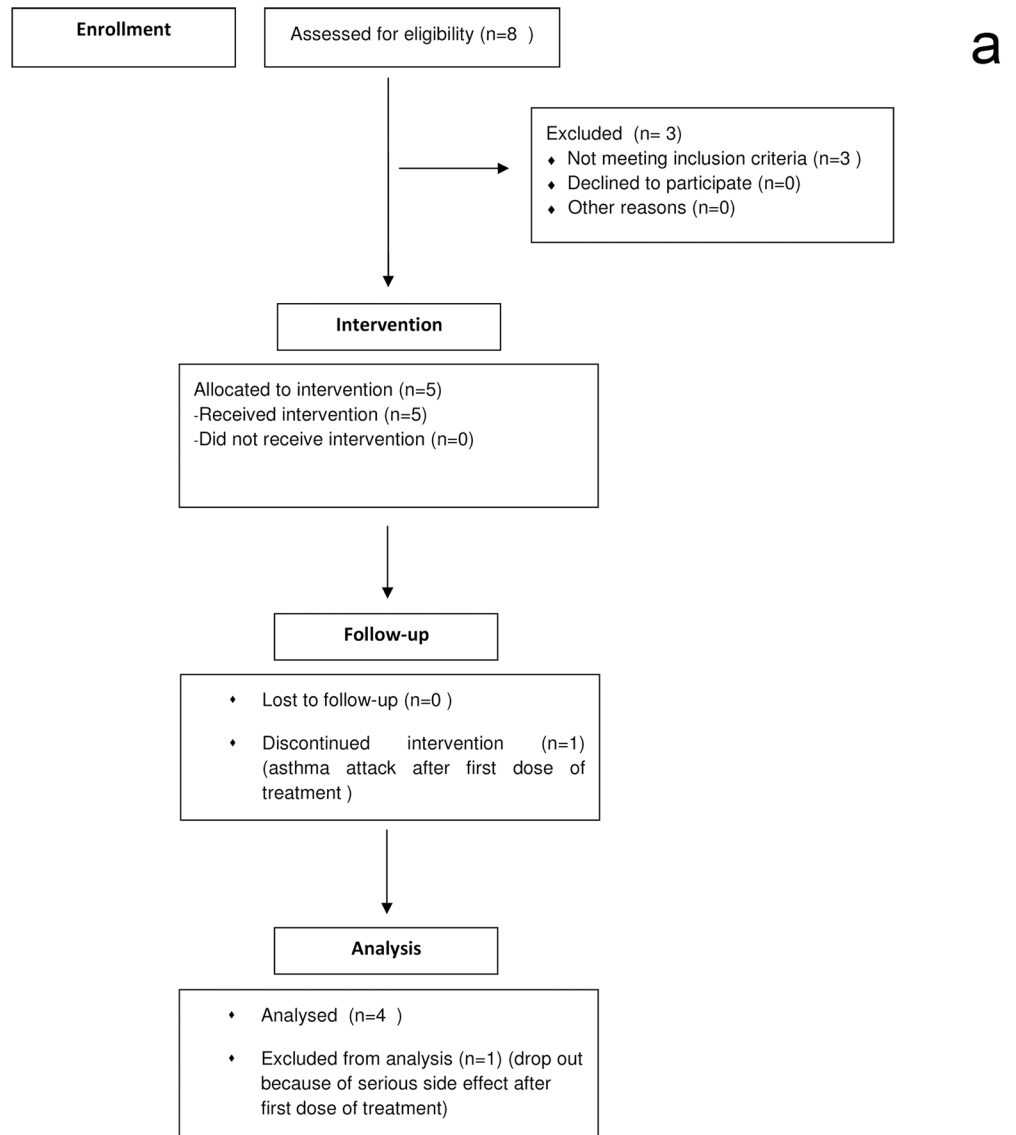 Enrollment
Assessed for eligibility (n=8  )
a
Excluded  (n= 3)
♦ Not meeting inclusion criteria (n=3 )
♦ Declined to participate (n=0)
♦ Other reasons (n=0)
Intervention
Allocated to intervention (n=5)
-Received intervention (n=5)
-Did not receive intervention (n=0)
Follow-up
♦ Lost to follow-up (n=0 )
♦ Discontinued intervention (n=1)
(asthma attack after first dose of
treatment )
Analysis
♦ Analysed  (n=4  )
♦ Excluded from analysis (n=1) (drop out
because of serious side effect after
first dose of treatment)